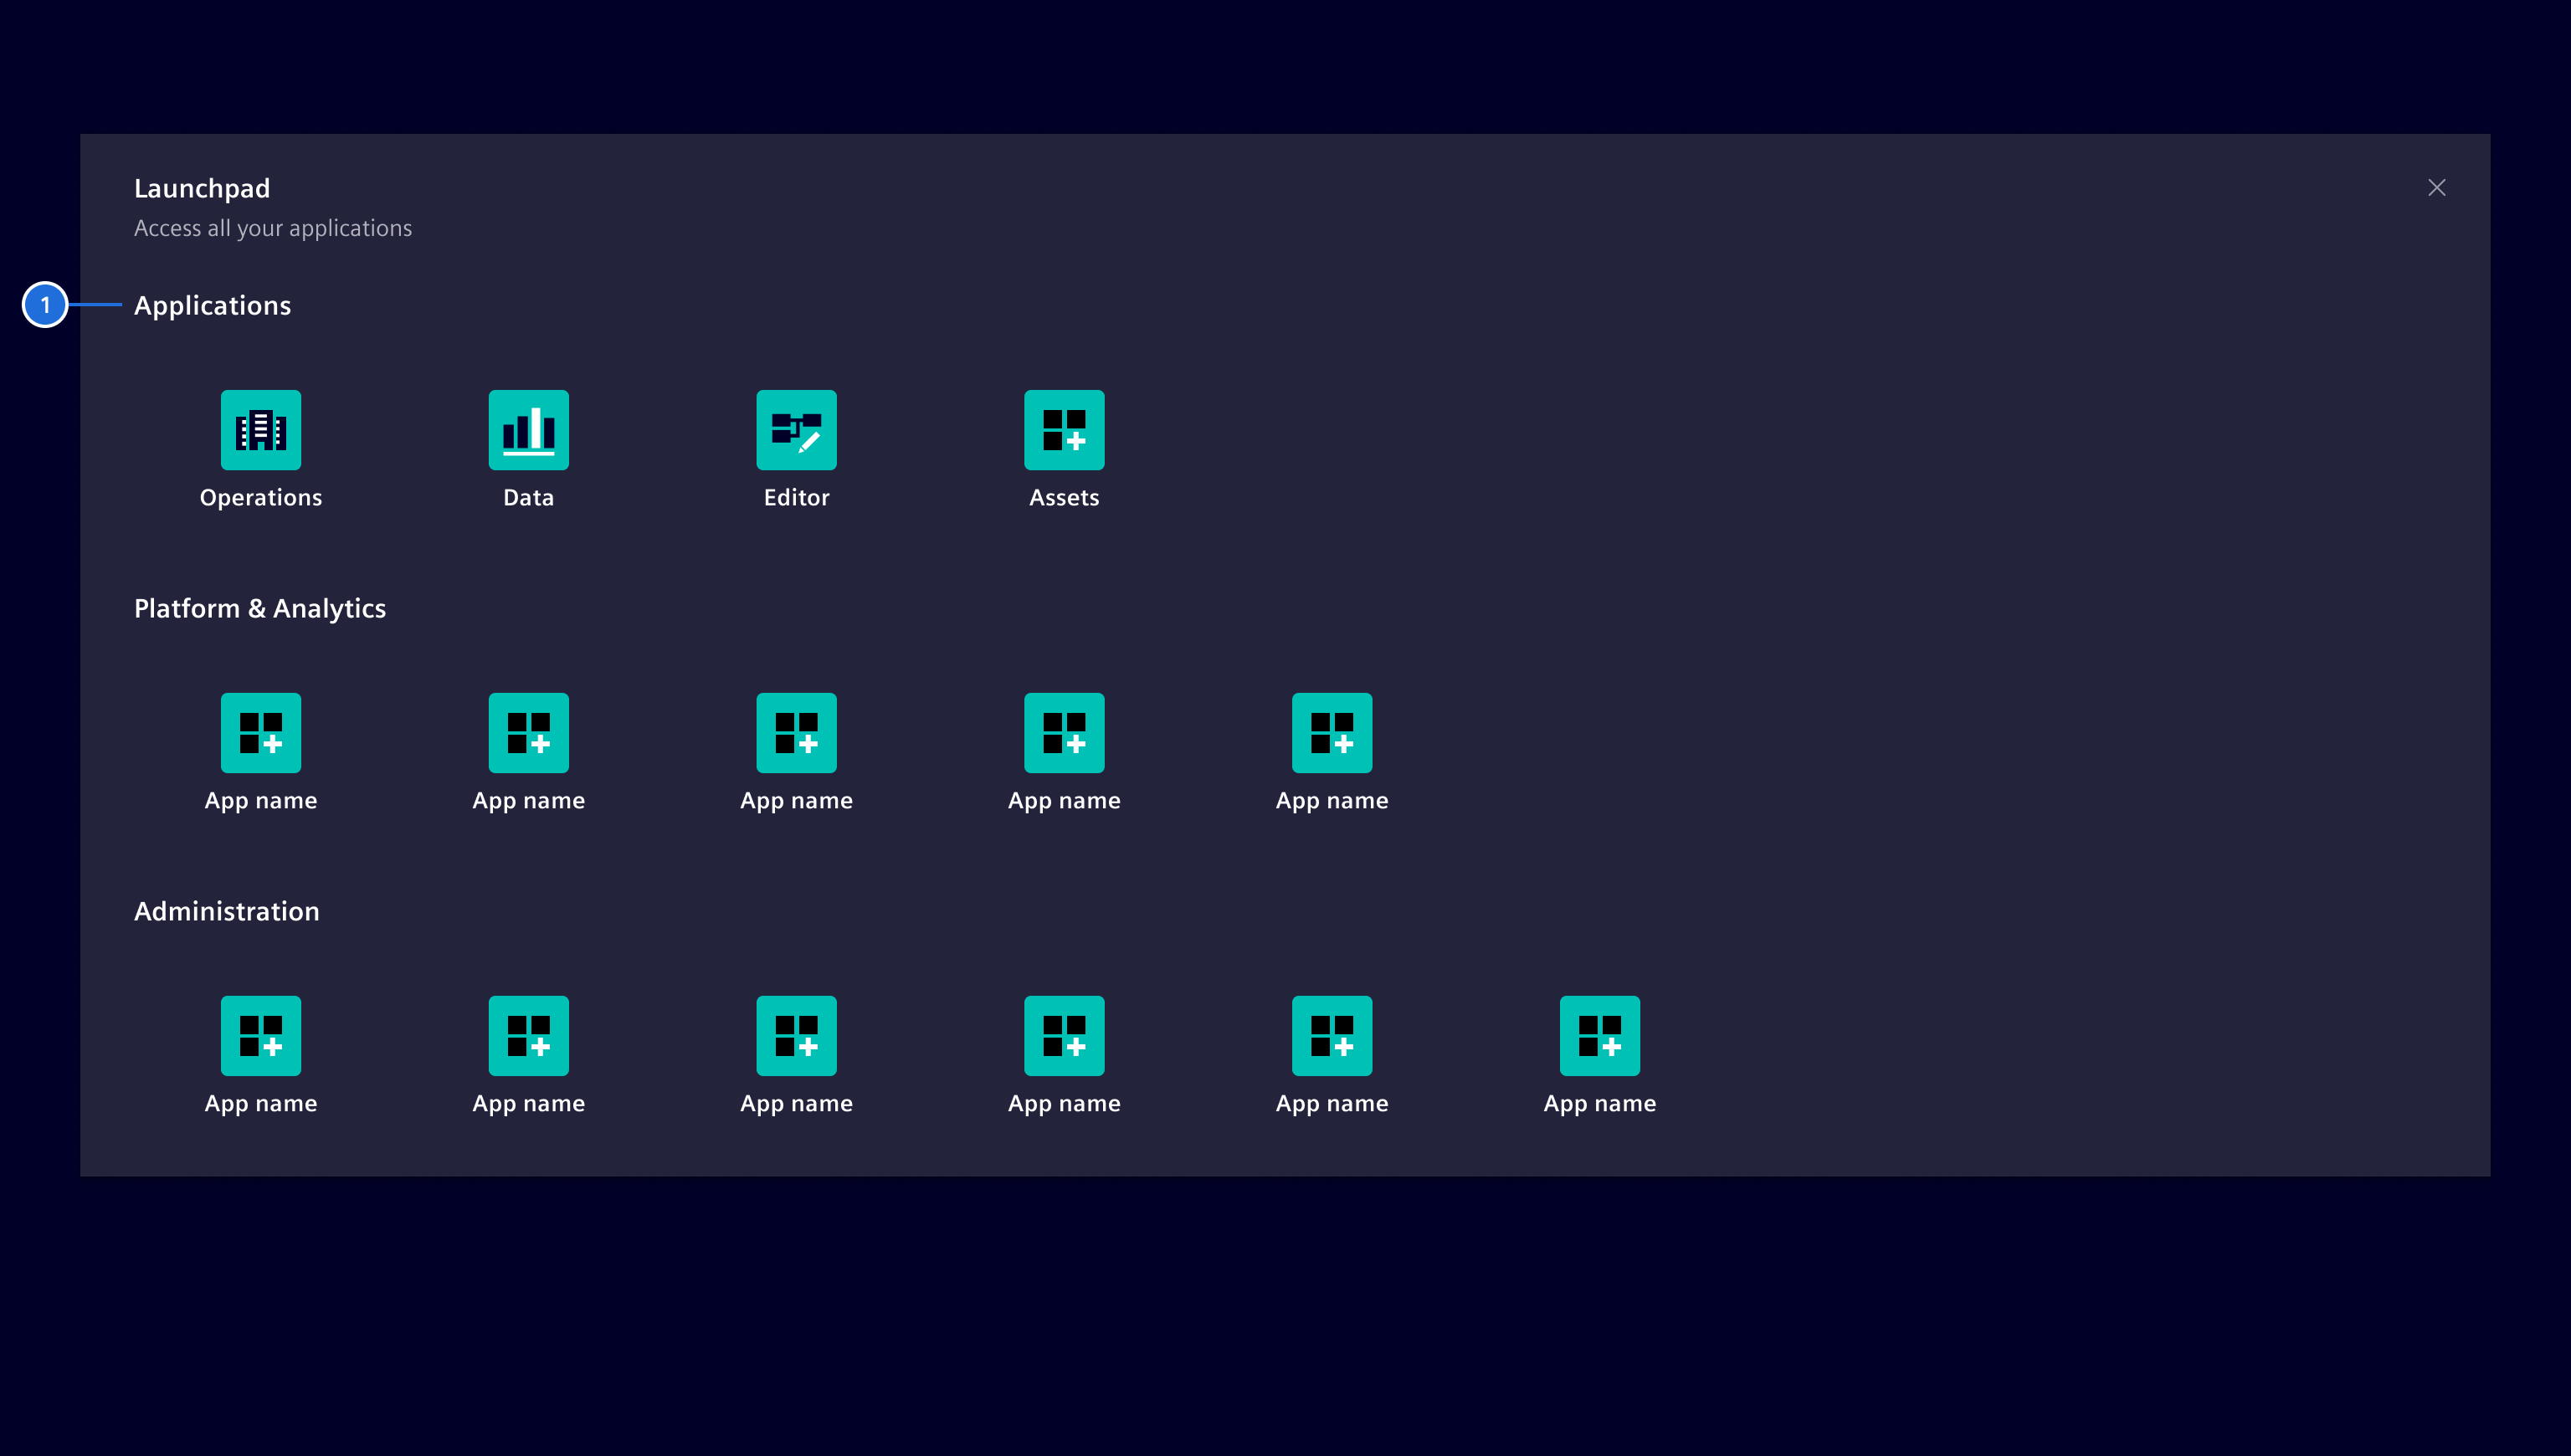 Launchpad
Access all your applications
1
Applications
Operations Data Editor Assets
Platform & Analytics
App name App name App name App name App name
Administration
App name App name App name App name App name App name